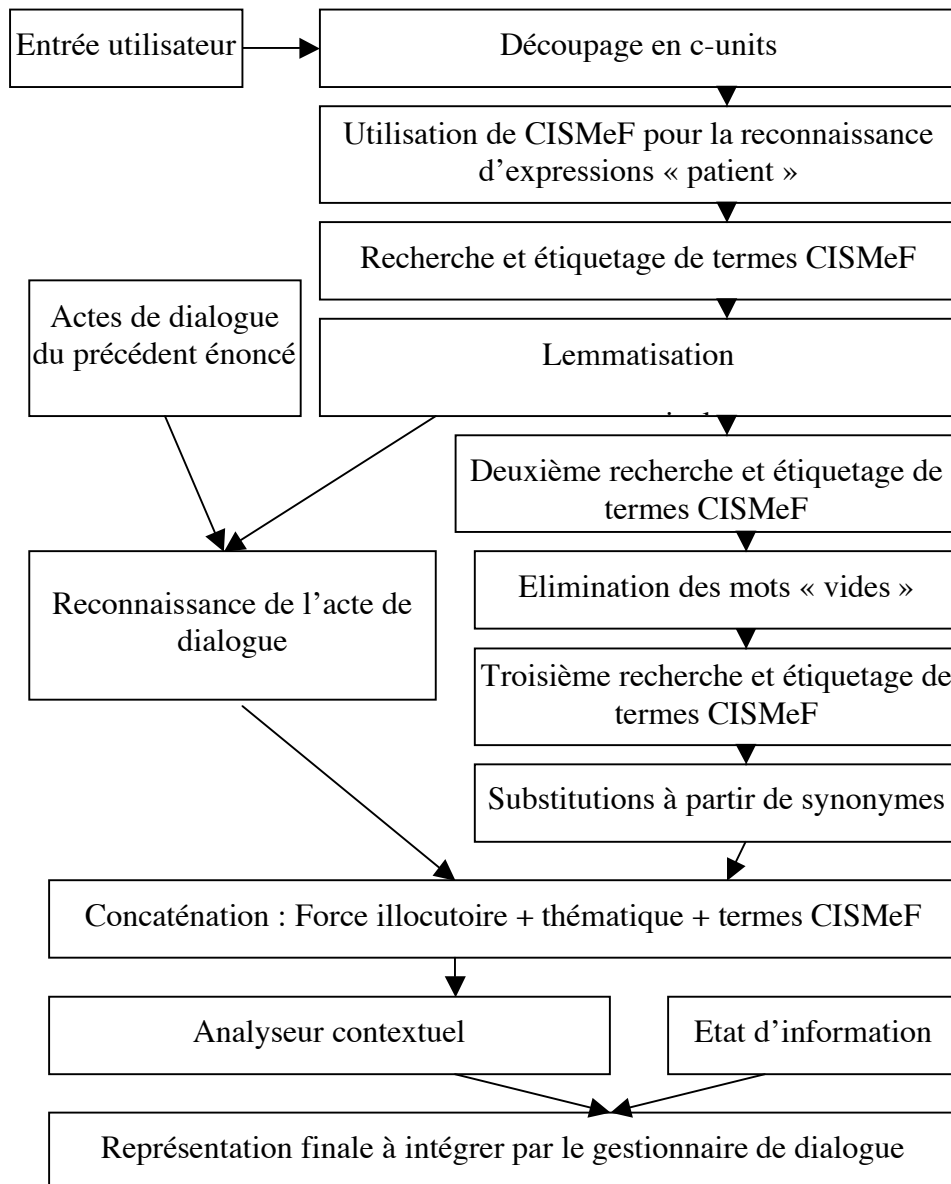 Entrée utilisateur
Découpage en c-units
Utilisation de CISMeF pour la reconnaissance
d’expressions « patient »
Recherche et étiquetage de termes CISMeF
Actes de dialogue
du précédent énoncé
Lemmatisation
Deuxième recherche et étiquetage de
termes CISMeF
Reconnaissance de l’acte de
dialogue
Elimination des mots « vides »
Troisième recherche et étiquetage de
termes CISMeF
Substitutions à partir de synonymes
Concaténation : Force illocutoire + thématique + termes CISMeF
Analyseur contextuel
Etat d’information
Représentation finale à intégrer par le gestionnaire de dialogue